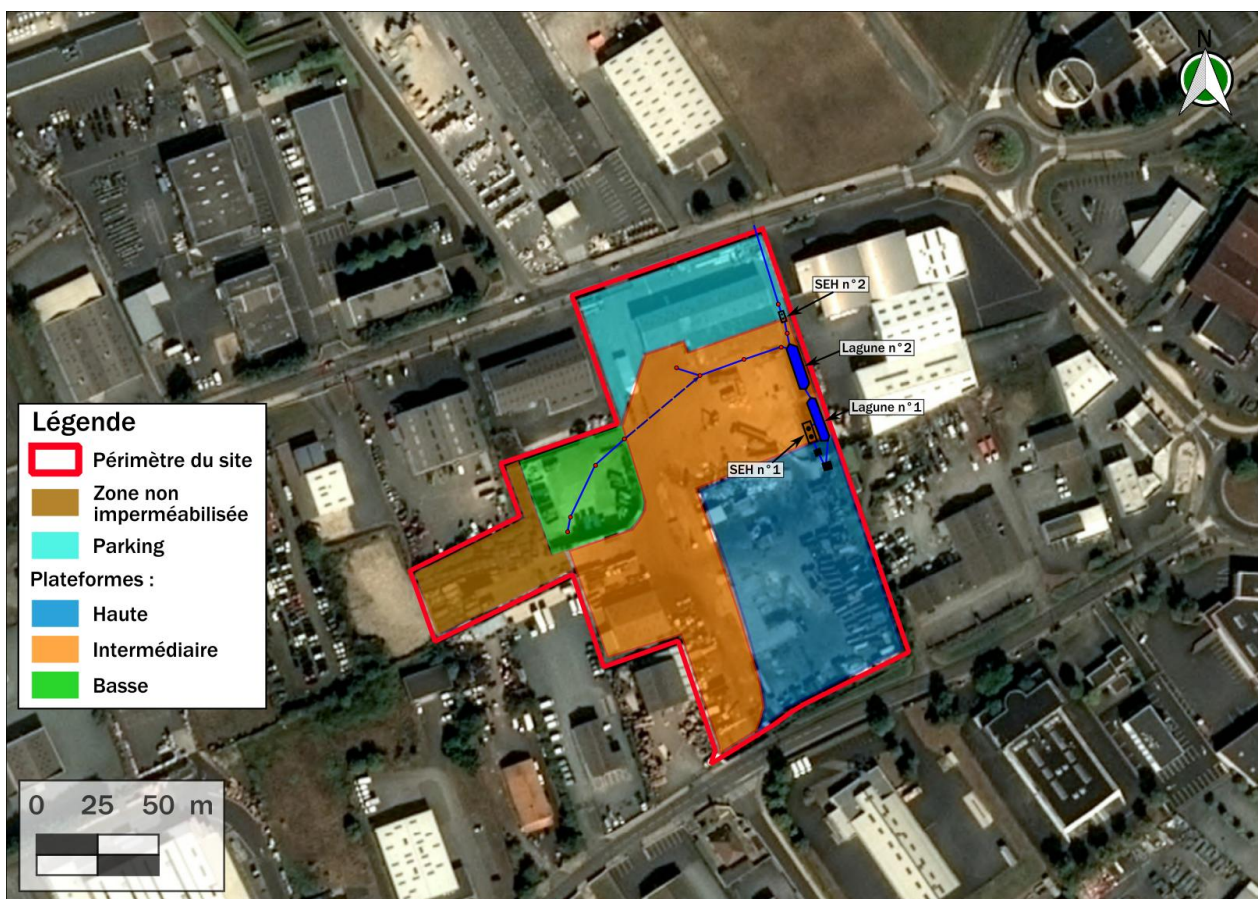 N
SEH n°2
Lagune n°2
Lagune n°1
SEH n°1
Légende
Périmètre du site
Zone non
imperméabilisée
Parking
Plateformes :
Haute
Intermédiaire
Basse
0 25 50 m